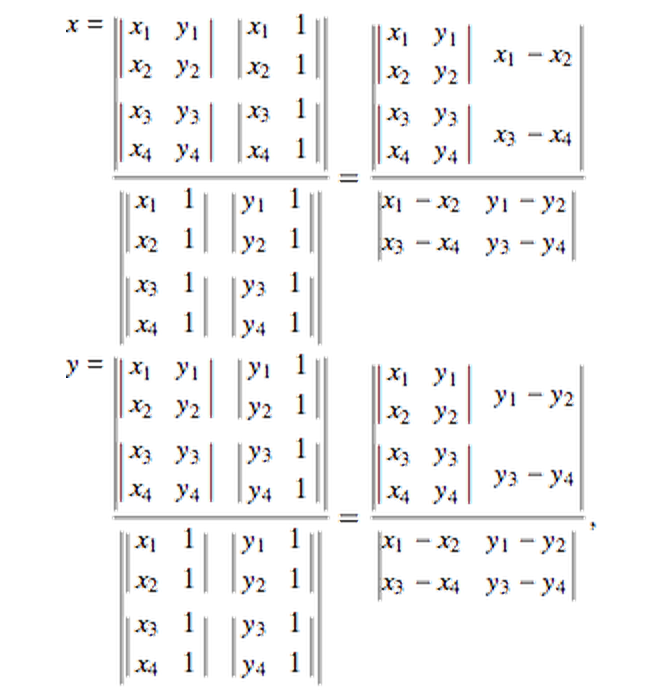 x = | | x₁ y₁ ; x₂ y₂ | | x₁ 1 ; x₂ 1 | ; | x₃ y₃ ; x₄ y₄ | | x₃ 1 ; x₄ 1 | | / | | x₁ 1 ; x₂ 1 | | y₁ 1 ; y₂ 1 | ; | x₃ 1 ; x₄ 1 | | y₃ 1 ; y₄ 1 | | = | | x₁ y₁ ; x₂ y₂ | x₁ − x₂ ; | x₃ y₃ ; x₄ y₄ | x₃ − x₄ | / | x₁ − x₂ y₁ − y₂ ; x₃ − x₄ y₃ − y₄ |
y = | | x₁ y₁ ; x₂ y₂ | | y₁ 1 ; y₂ 1 | ; | x₃ y₃ ; x₄ y₄ | | y₃ 1 ; y₄ 1 | | / | | x₁ 1 ; x₂ 1 | | y₁ 1 ; y₂ 1 | ; | x₃ 1 ; x₄ 1 | | y₃ 1 ; y₄ 1 | | = | | x₁ y₁ ; x₂ y₂ | y₁ − y₂ ; | x₃ y₃ ; x₄ y₄ | y₃ − y₄ | / | x₁ − x₂ y₁ − y₂ ; x₃ − x₄ y₃ − y₄ | ,